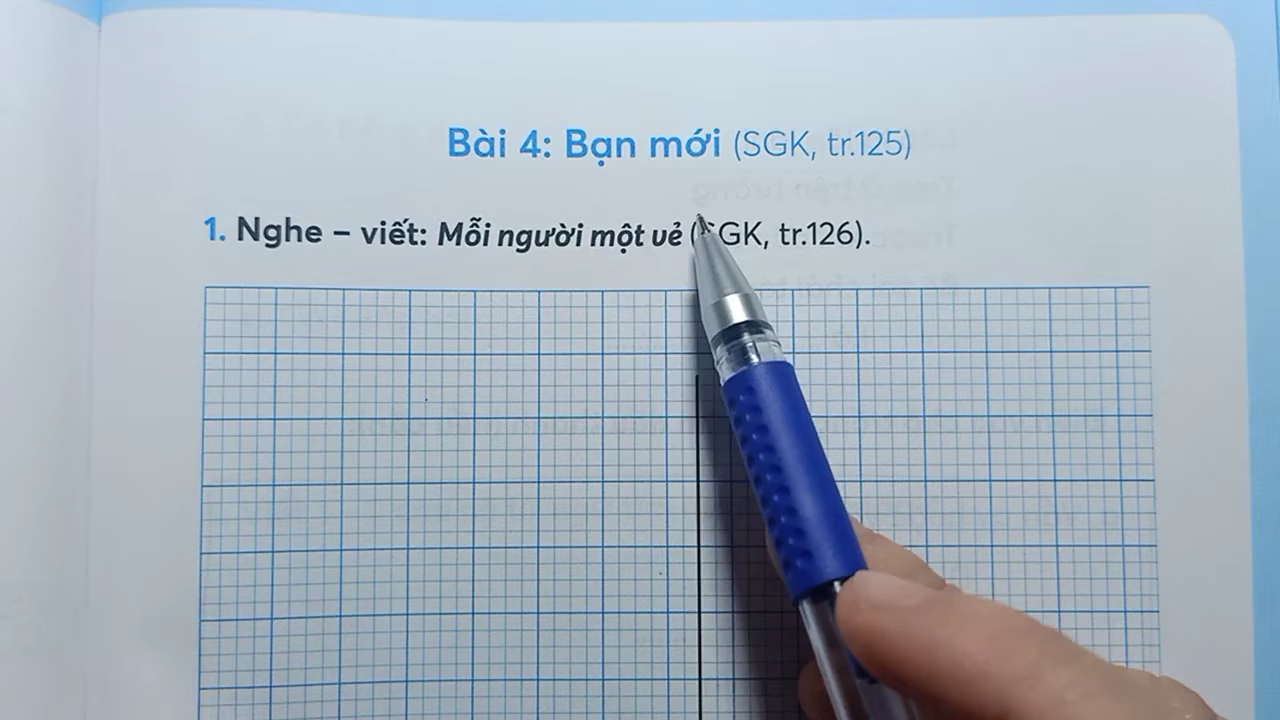 Bài 4: Bạn mới (SGK, tr.125)
1. Nghe – viết: Mỗi người một vẻ (SGK, tr.126).